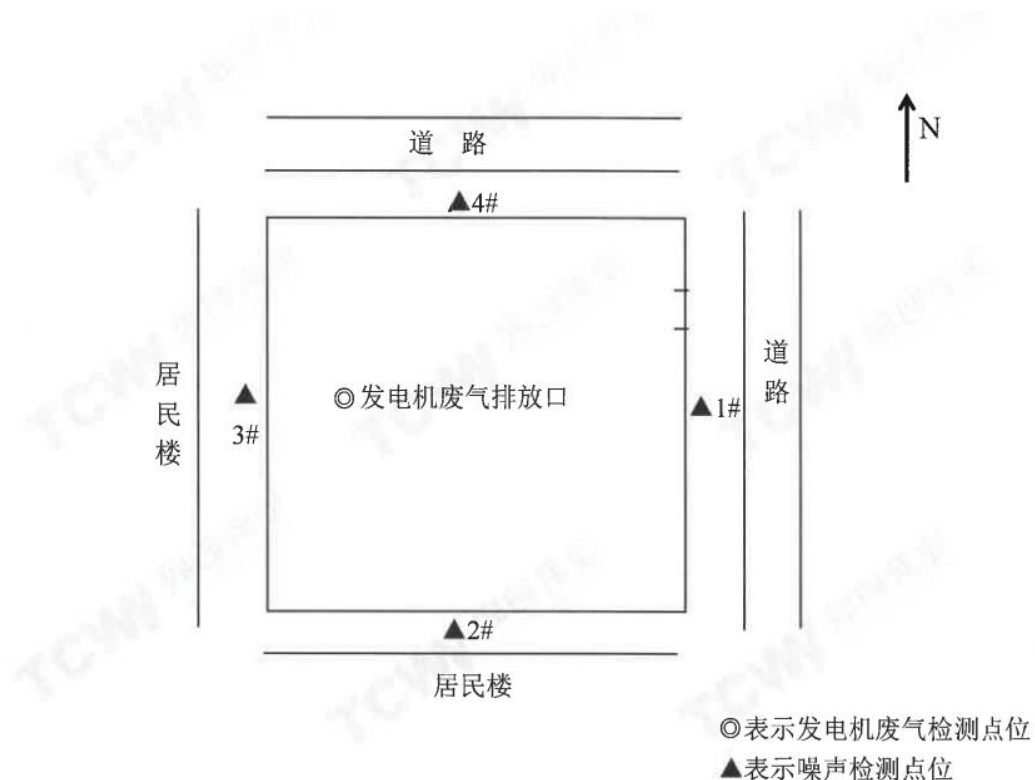 道 路
N
▲4#
居民楼
▲
3#
◎发电机废气排放口
▲1#
道路
▲2#
居民楼
◎表示发电机废气检测点位
▲表示噪声检测点位
TCWY